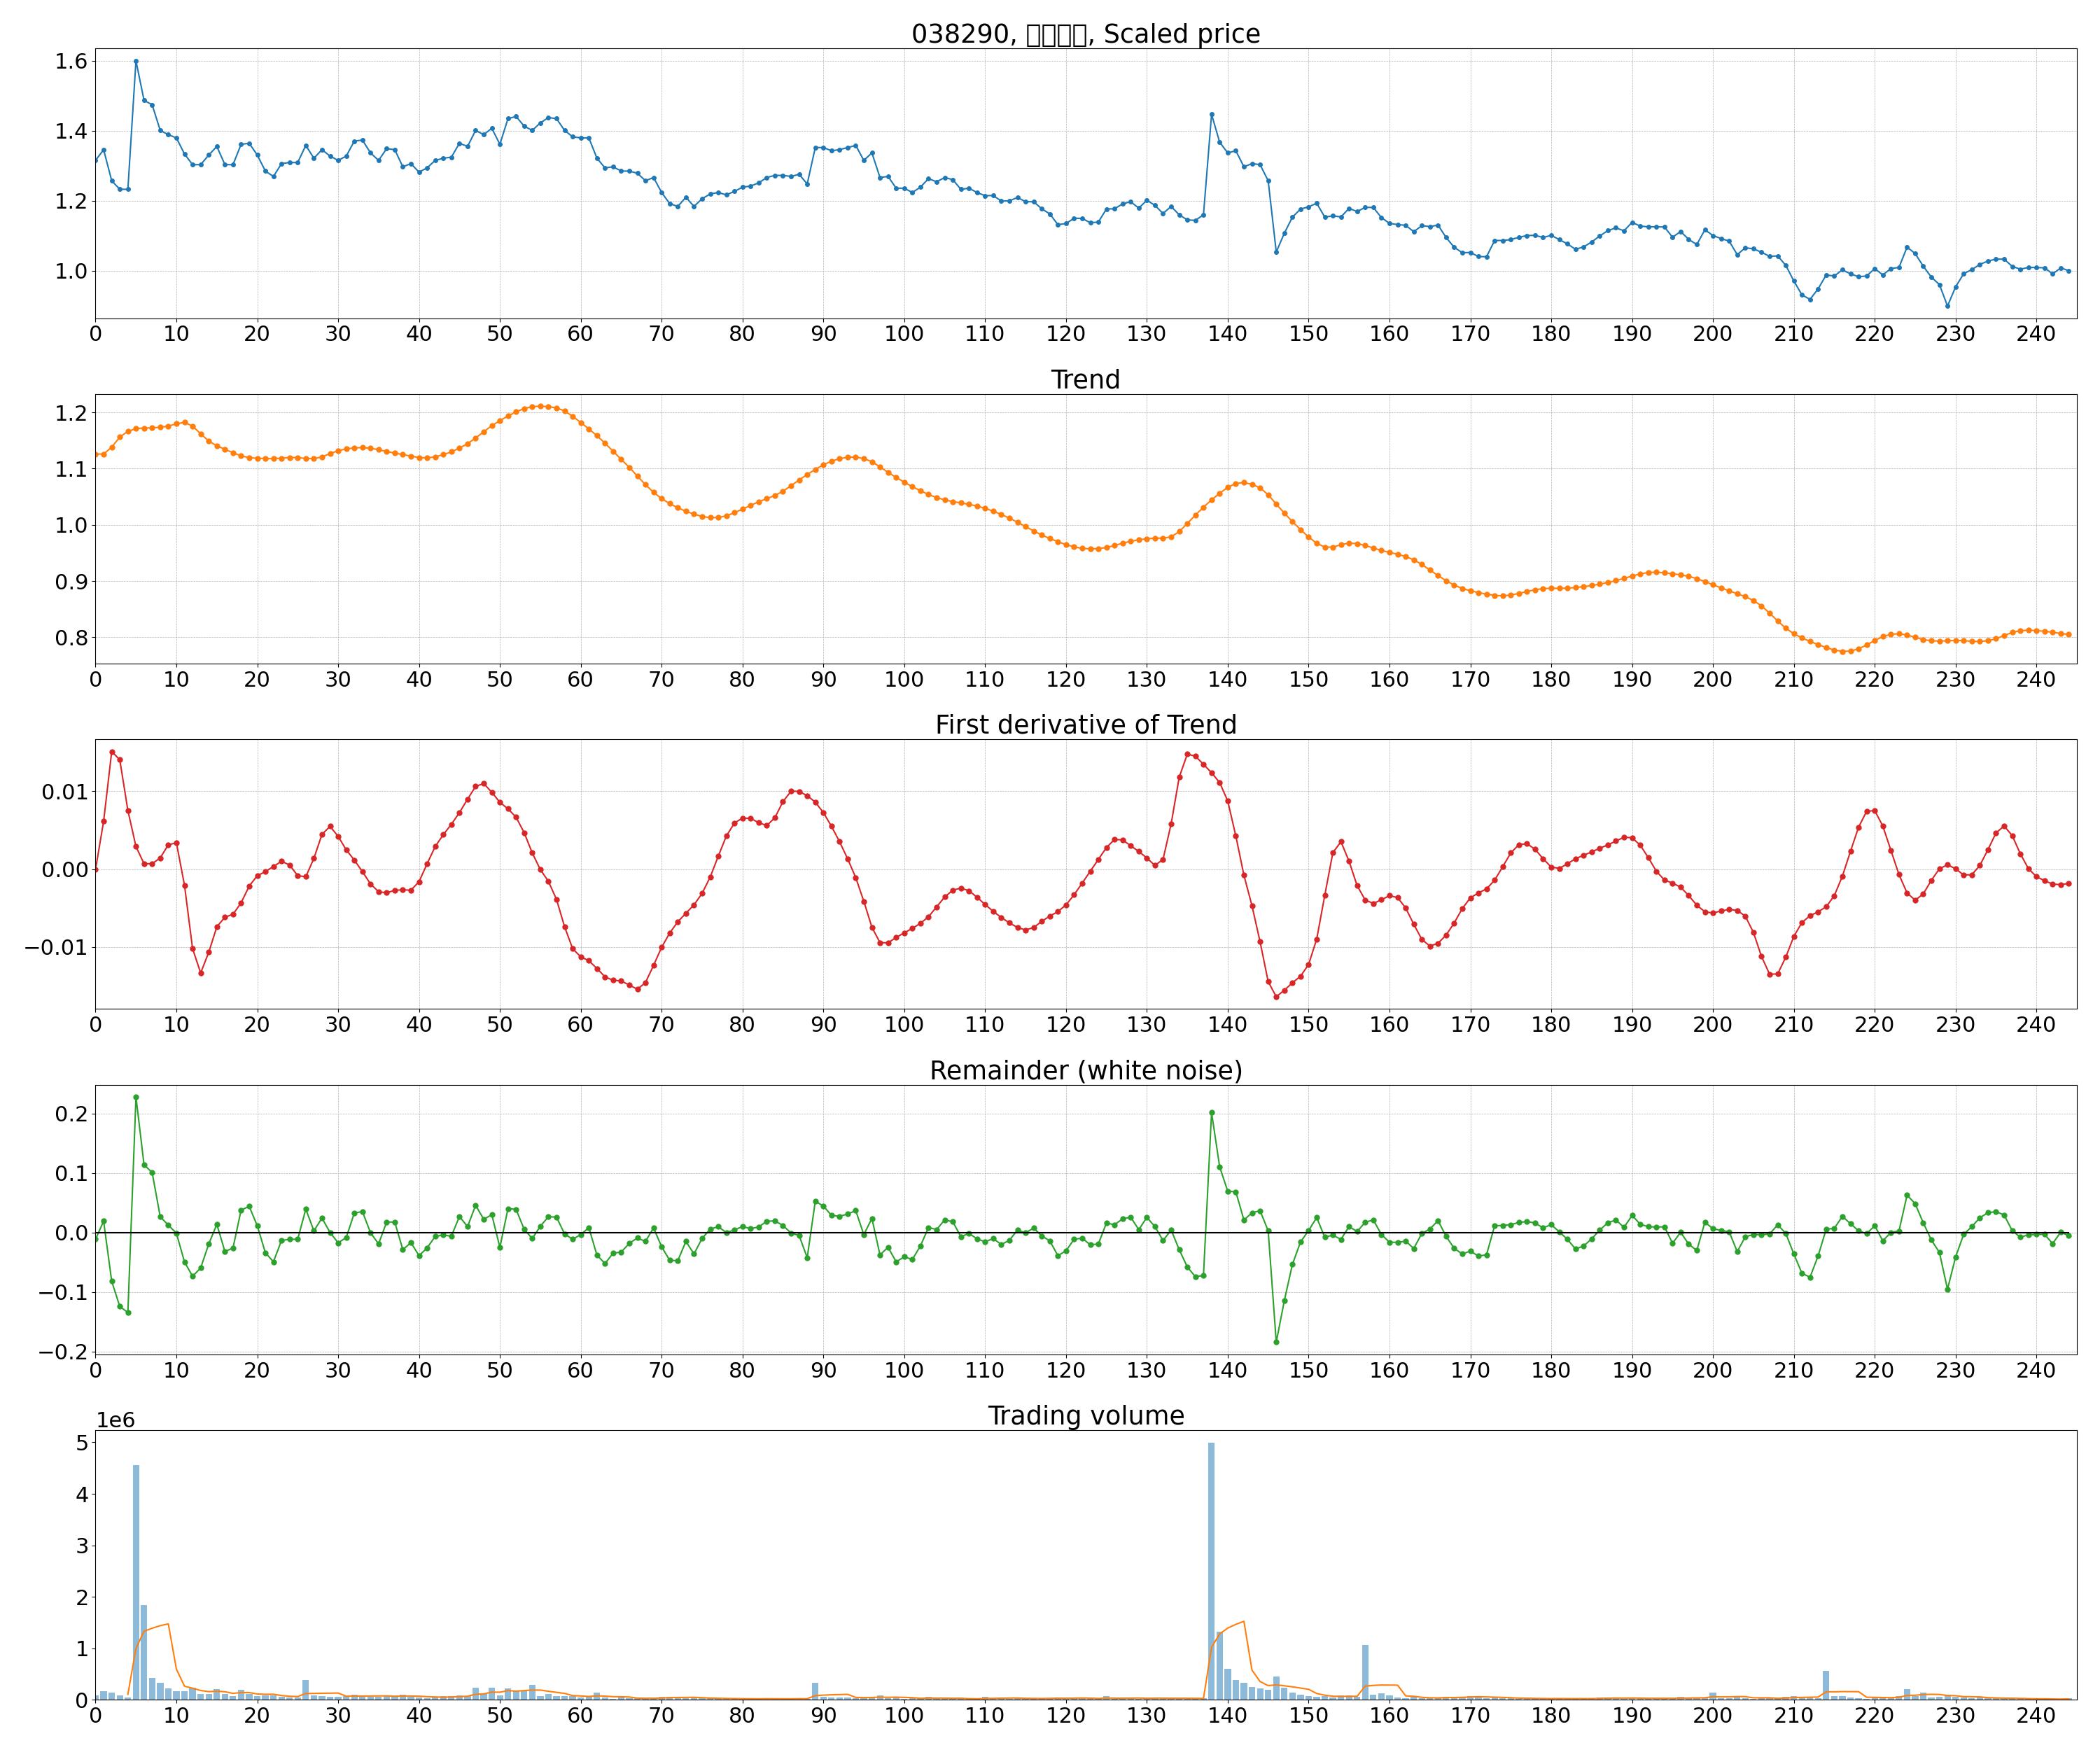 038290, □□□□, Scaled price
1.6
1.4
1.2
1.0
0 10 20 30 40 50 60 70 80 90 100 110 120 130 140 150 160 170 180 190 200 210 220 230 240
Trend
1.2
1.1
1.0
0.9
0.8
0 10 20 30 40 50 60 70 80 90 100 110 120 130 140 150 160 170 180 190 200 210 220 230 240
First derivative of Trend
0.01
0.00
−0.01
0 10 20 30 40 50 60 70 80 90 100 110 120 130 140 150 160 170 180 190 200 210 220 230 240
Remainder (white noise)
0.2
0.1
0.0
−0.1
−0.2
0 10 20 30 40 50 60 70 80 90 100 110 120 130 140 150 160 170 180 190 200 210 220 230 240
Trading volume
1e6
5
4
3
2
1
0
0 10 20 30 40 50 60 70 80 90 100 110 120 130 140 150 160 170 180 190 200 210 220 230 240